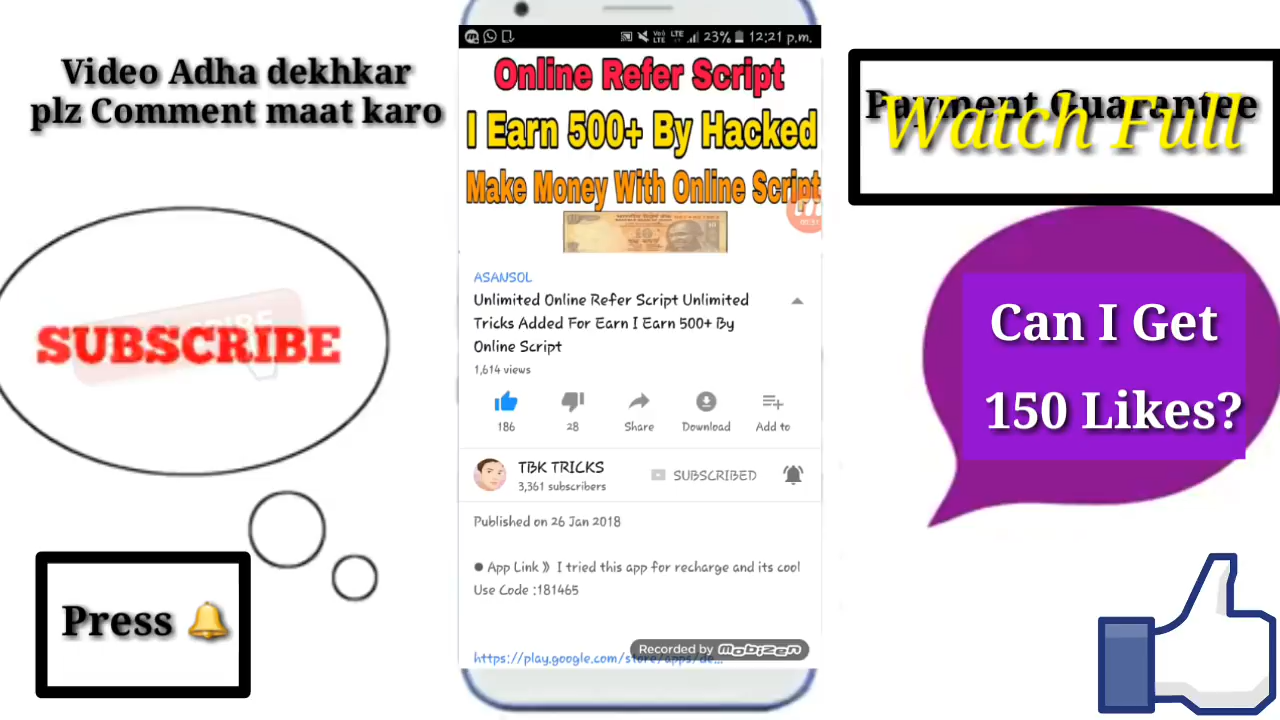 Video Adha dekhkar
plz Comment maat karo
SUBSCRIBE
Press
23% 12:21 p.m.
Online Refer Script
I Earn 500+ By Hacked
Make Money With Online Script
ASANSOL
Unlimited Online Refer Script Unlimited
Tricks Added For Earn I Earn 500+ By
Online Script
1,614 views
186
28
Share
Download
Add to
TBK TRICKS
3,361 subscribers
SUBSCRIBED
Published on 26 Jan 2018
● App Link 》 I tried this app for recharge and its cool
Use Code :181465
https://play.google.com/store/apps/de...
Recorded by Mobizen
Payment Guarantee
Watch Full
Can I Get
150 Likes?